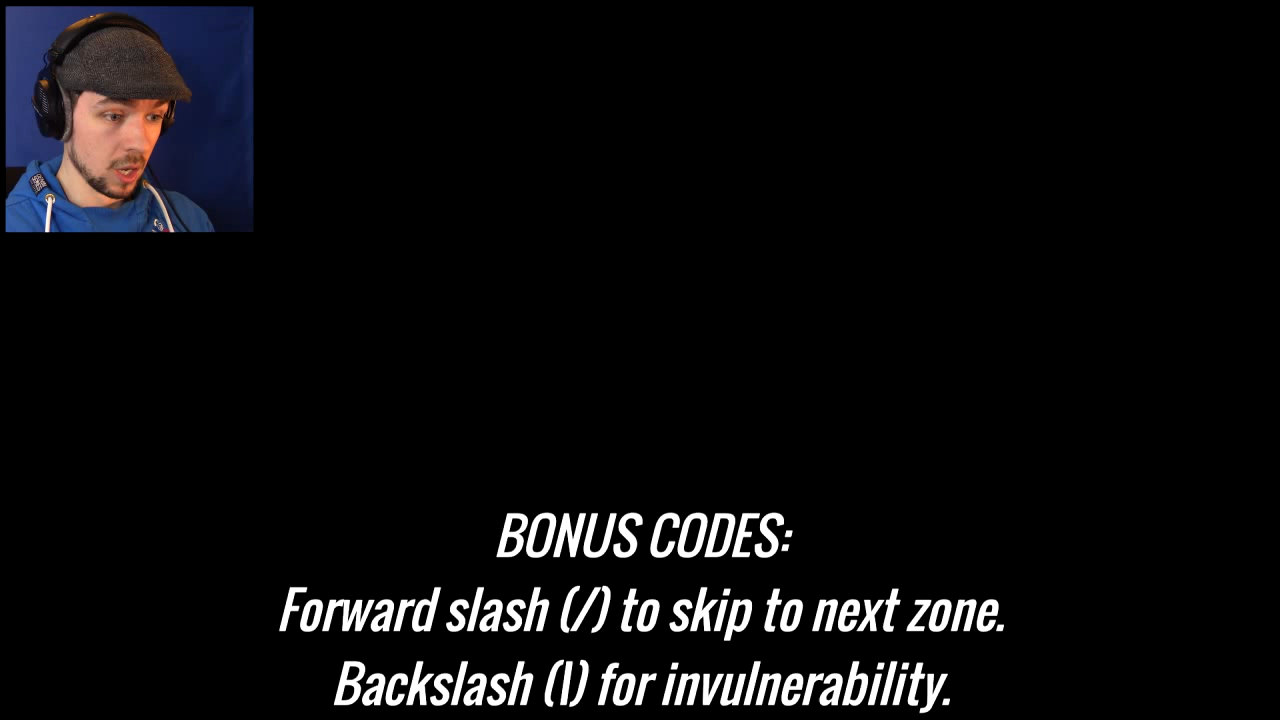 BONUS CODES:
Forward slash (/) to skip to next zone.
Backslash (\) for invulnerability.